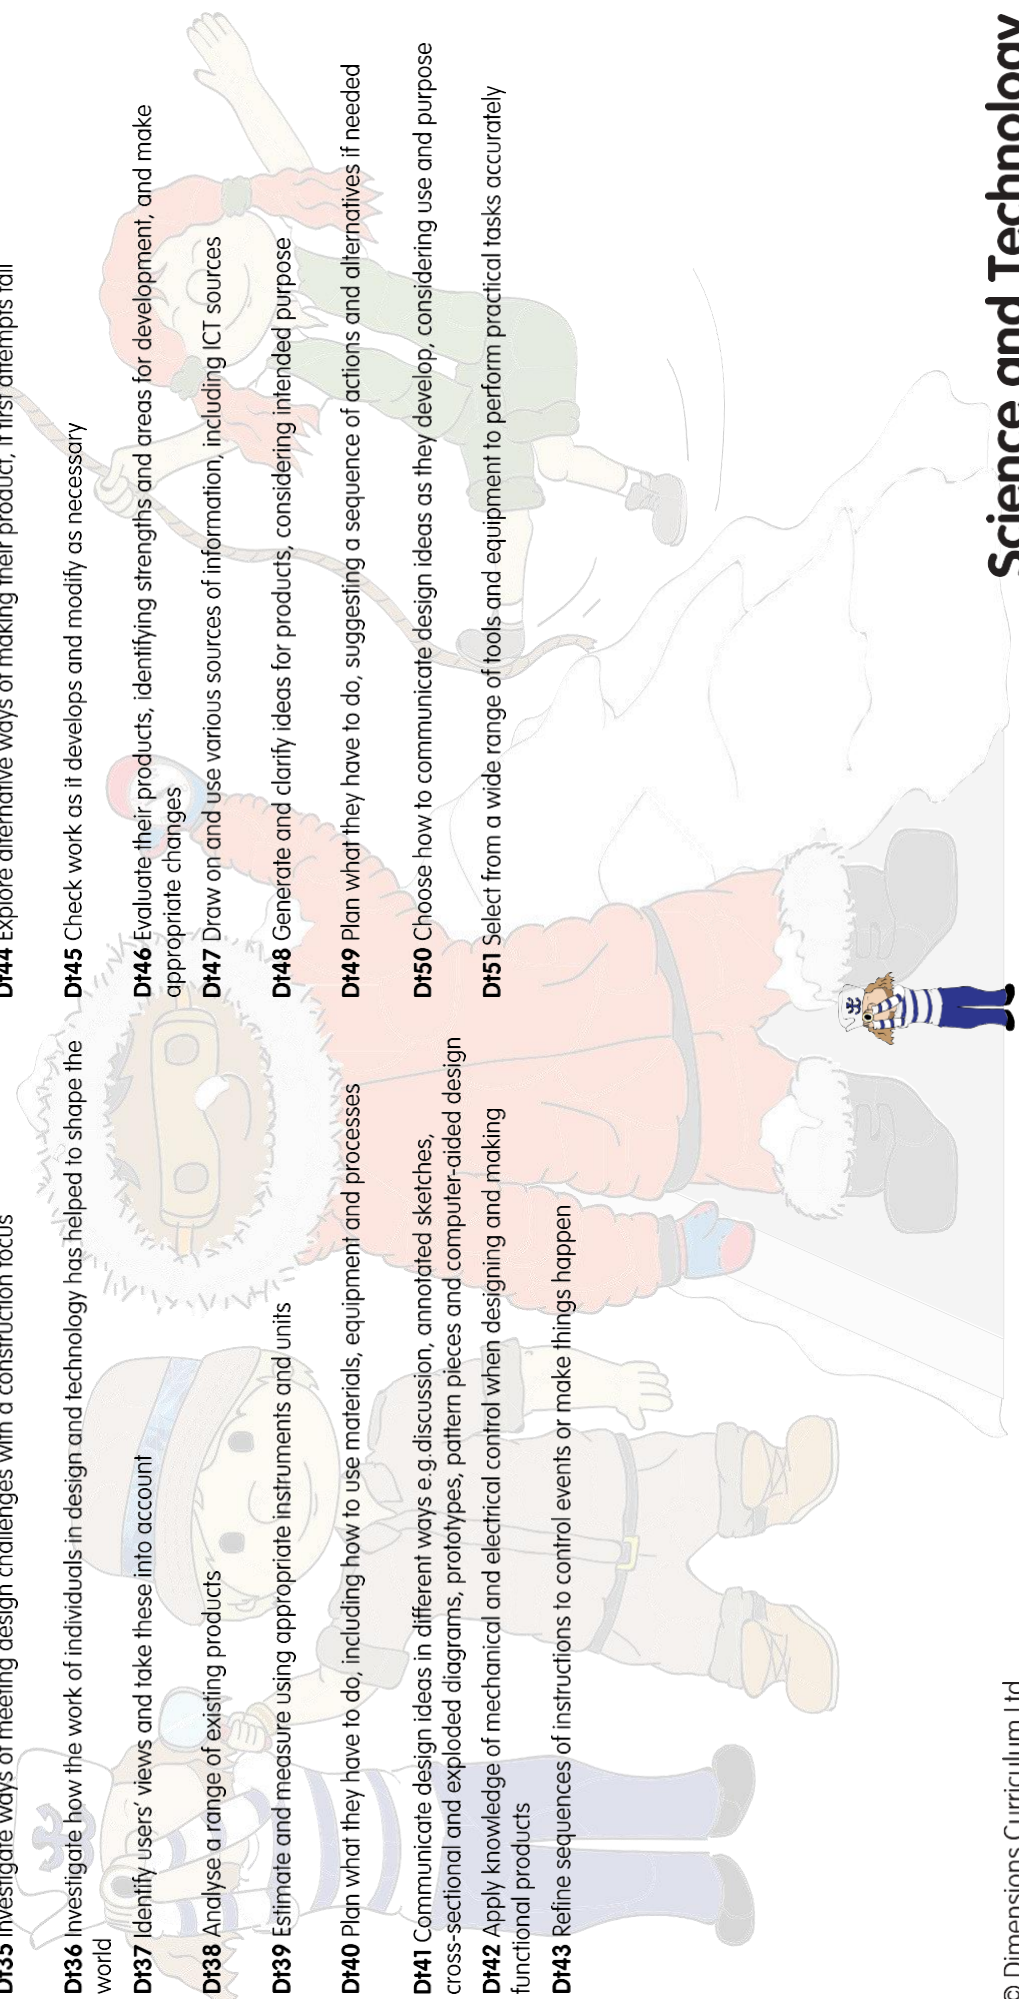 Dt35 Investigate ways of meeting design challenges with a construction focus
Dt36 Investigate how the work of individuals in design and technology has helped to shape the
world
Dt37 Identify users' views and take these into account
Dt38 Analyse a range of existing products
Dt39 Estimate and measure using appropriate instruments and units
Dt40 Plan what they have to do, including how to use materials, equipment and processes
Dt41 Communicate design ideas in different ways e.g.discussion, annotated sketches,
cross-sectional and exploded diagrams, prototypes, pattern pieces and computer-aided design
Dt42 Apply knowledge of mechanical and electrical control when designing and making
functional products
Dt43 Refine sequences of instructions to control events or make things happen
Dt44 Explore alternative ways of making their product, if first attempts fail
Dt45 Check work as it develops and modify as necessary
Dt46 Evaluate their products, identifying strengths and areas for development, and make
appropriate changes
Dt47 Draw on and use various sources of information, including ICT sources
Dt48 Generate and clarify ideas for products, considering intended purpose
Dt49 Plan what they have to do, suggesting a sequence of actions and alternatives if needed
Dt50 Choose how to communicate design ideas as they develop, considering use and purpose
Dt51 Select from a wide range of tools and equipment to perform practical tasks accurately
© Dimensions Curriculum Ltd
Science and Technology